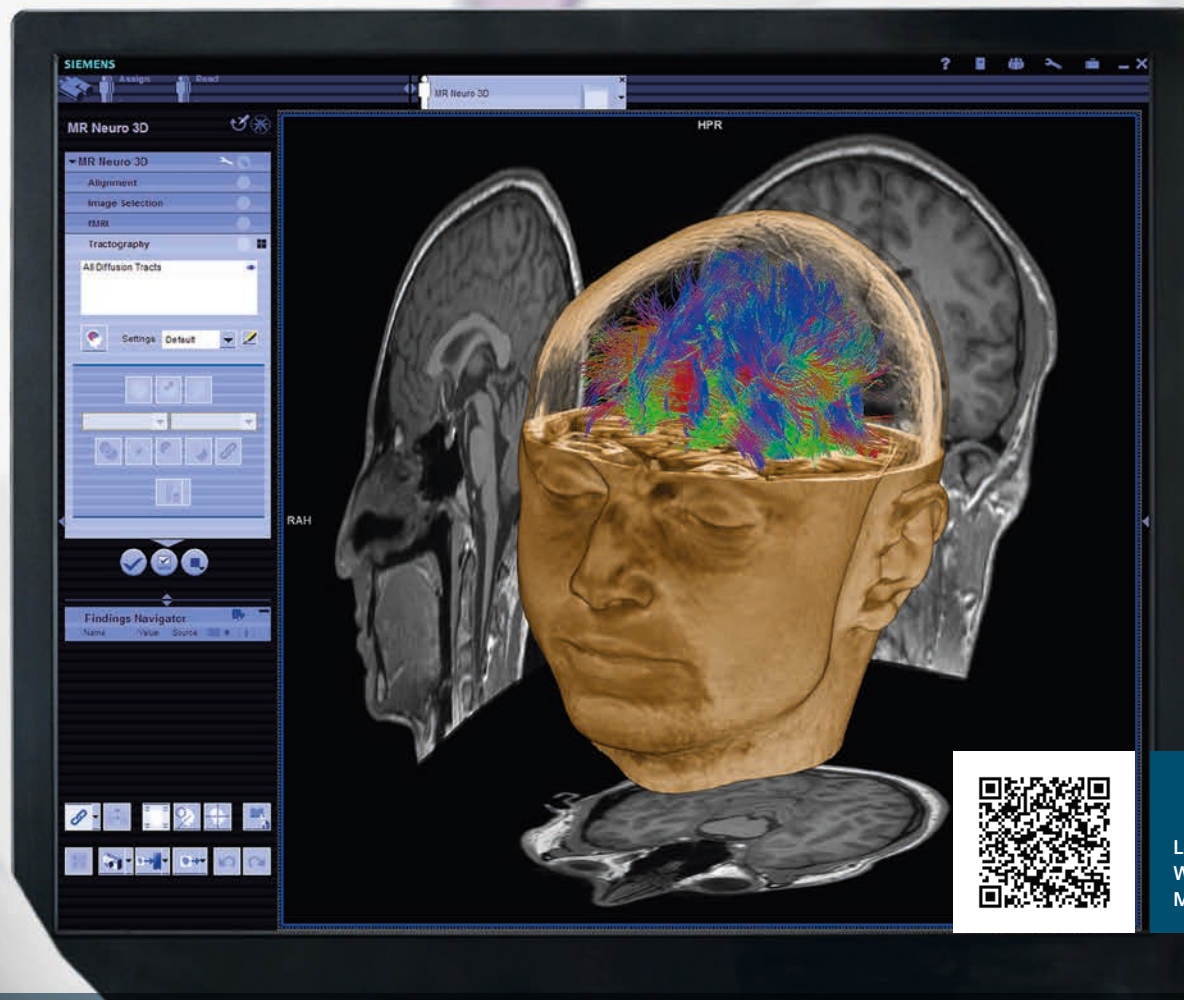 SIEMENS
Assign
Read
MR Neuro 3D
MR Neuro 3D
HPR
MR Neuro 3D
Alignment
Image Selection
fMRI
Tractography
All Diffusion Tracts
Settings Default
RAH
Findings Navigator
Name Value Source